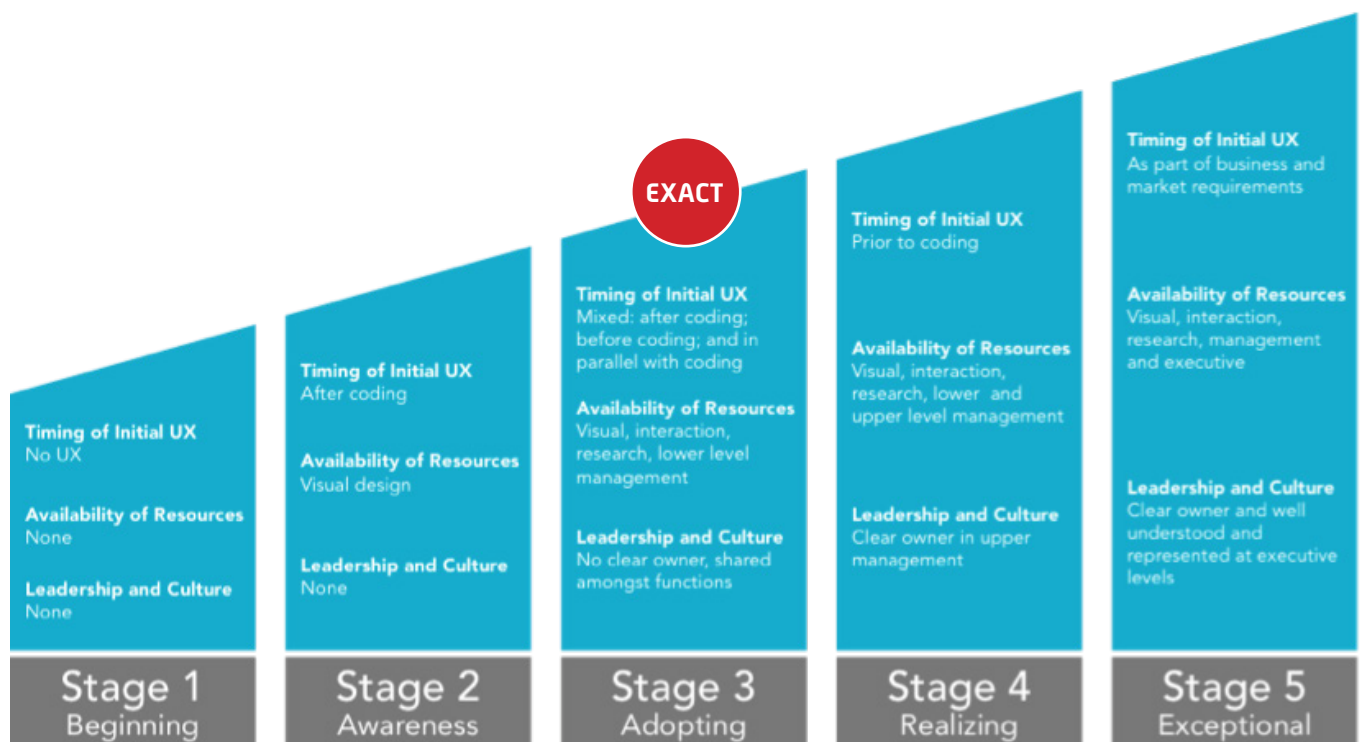 EXACT
Timing of Initial UX
No UX
Availability of Resources
None
Leadership and Culture
None
Stage 1
Beginning
Timing of Initial UX
After coding
Availability of Resources
Visual design
Leadership and Culture
None
Stage 2
Awareness
Timing of Initial UX
Mixed: after coding;
before coding; and in
parallel with coding
Availability of Resources
Visual, interaction,
research, lower level
management
Leadership and Culture
No clear owner, shared
amongst functions
Stage 3
Adopting
Timing of Initial UX
Prior to coding
Availability of Resources
Visual, interaction,
research, lower and
upper level management
Leadership and Culture
Clear owner in upper
management
Stage 4
Realizing
Timing of Initial UX
As part of business and
market requirements
Availability of Resources
Visual, interaction,
research, management
and executive
Leadership and Culture
Clear owner and well
understood and
represented at executive
levels
Stage 5
Exceptional